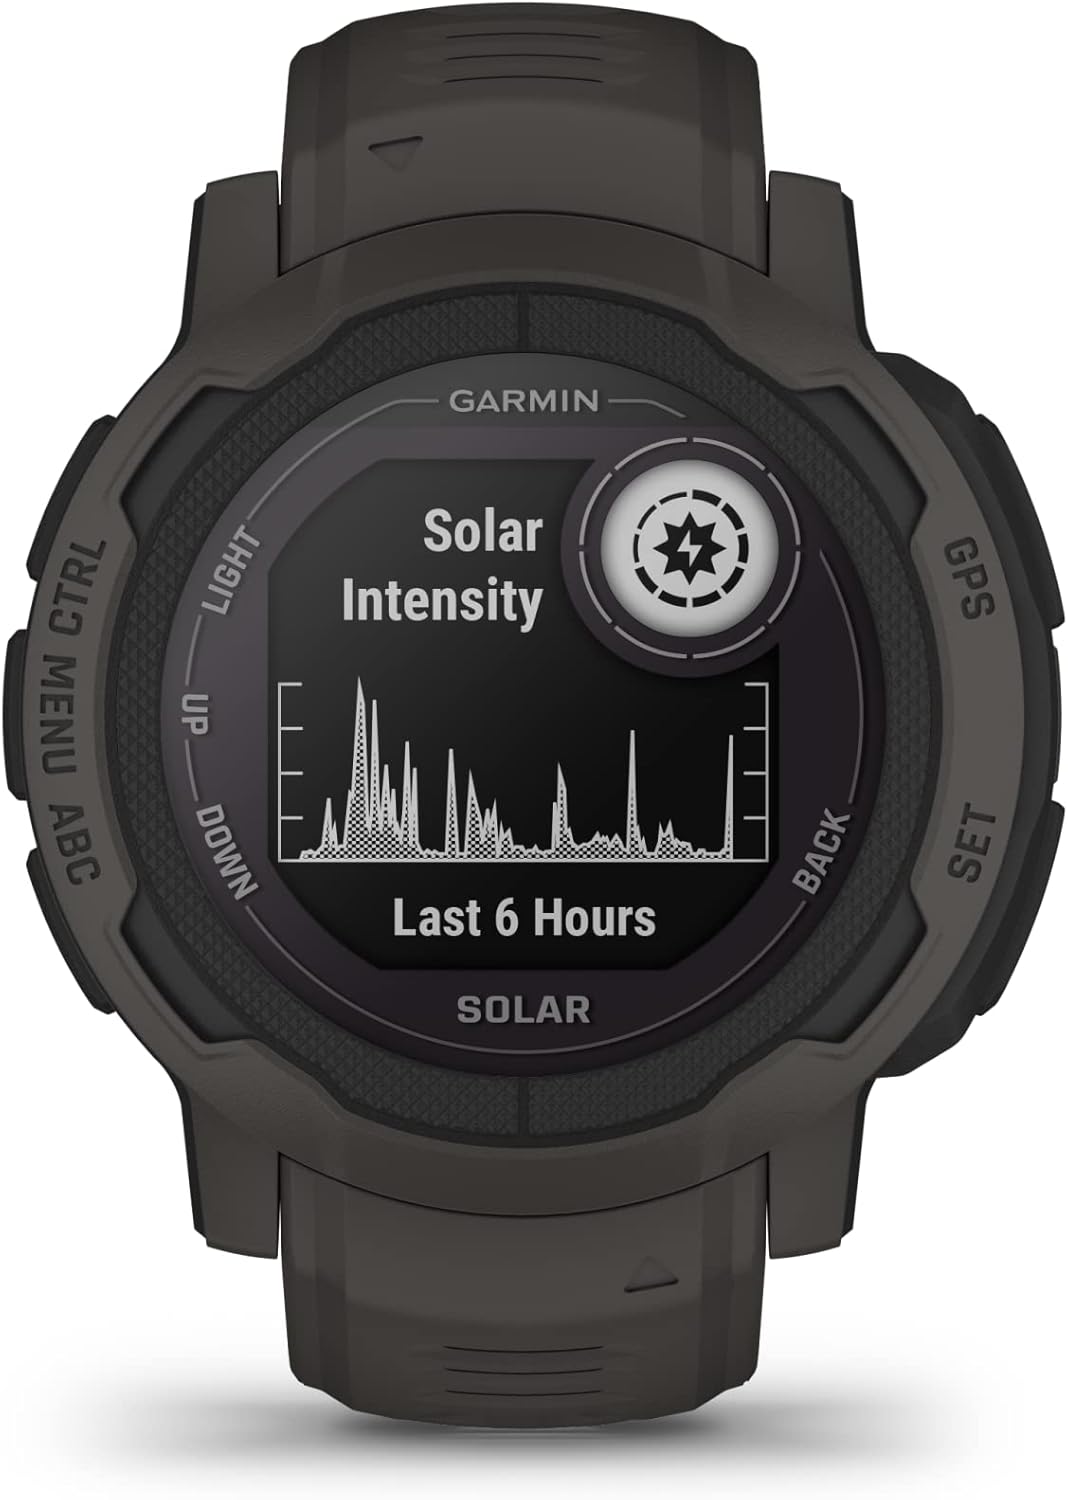 GARMIN
Solar
Intensity
LIGHT
CTRL
UP
MENU
DOWN
ABC
GPS
SET
BACK
Last 6 Hours
SOLAR